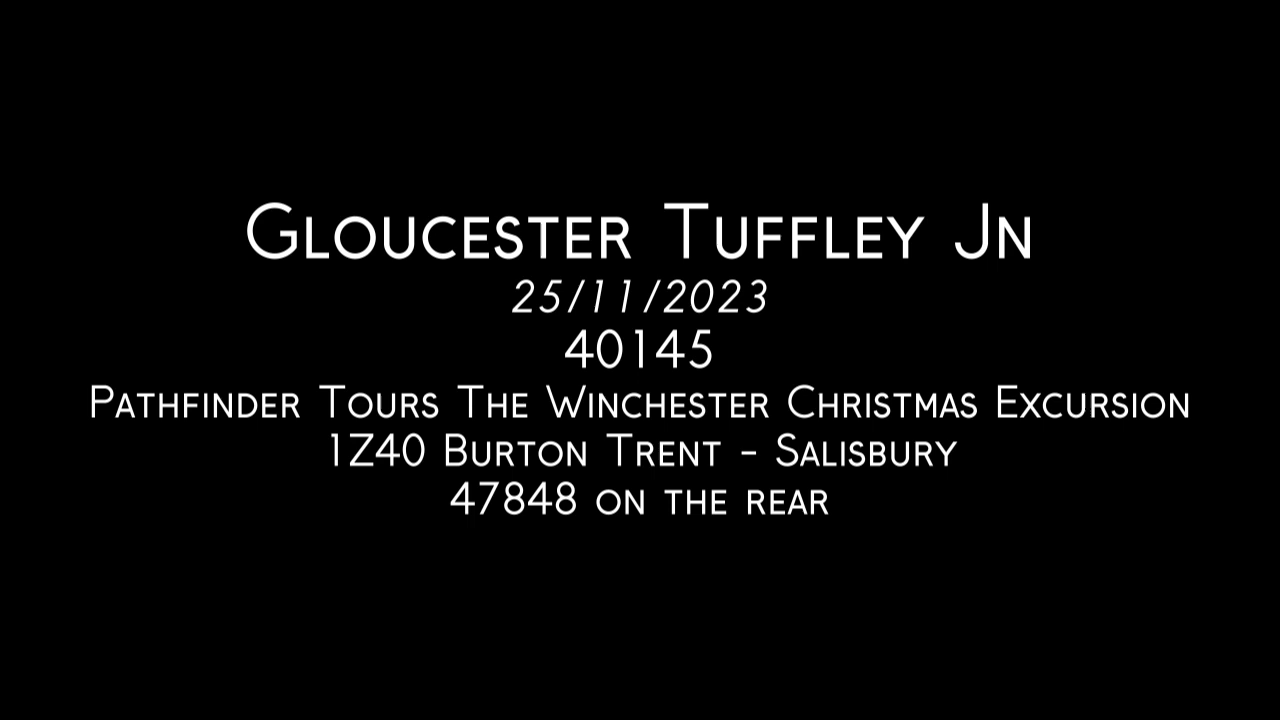 Gloucester Tuffley Jn
25/11/2023
40145
Pathfinder Tours The Winchester Christmas Excursion
1Z40 Burton Trent - Salisbury
47848 on the rear